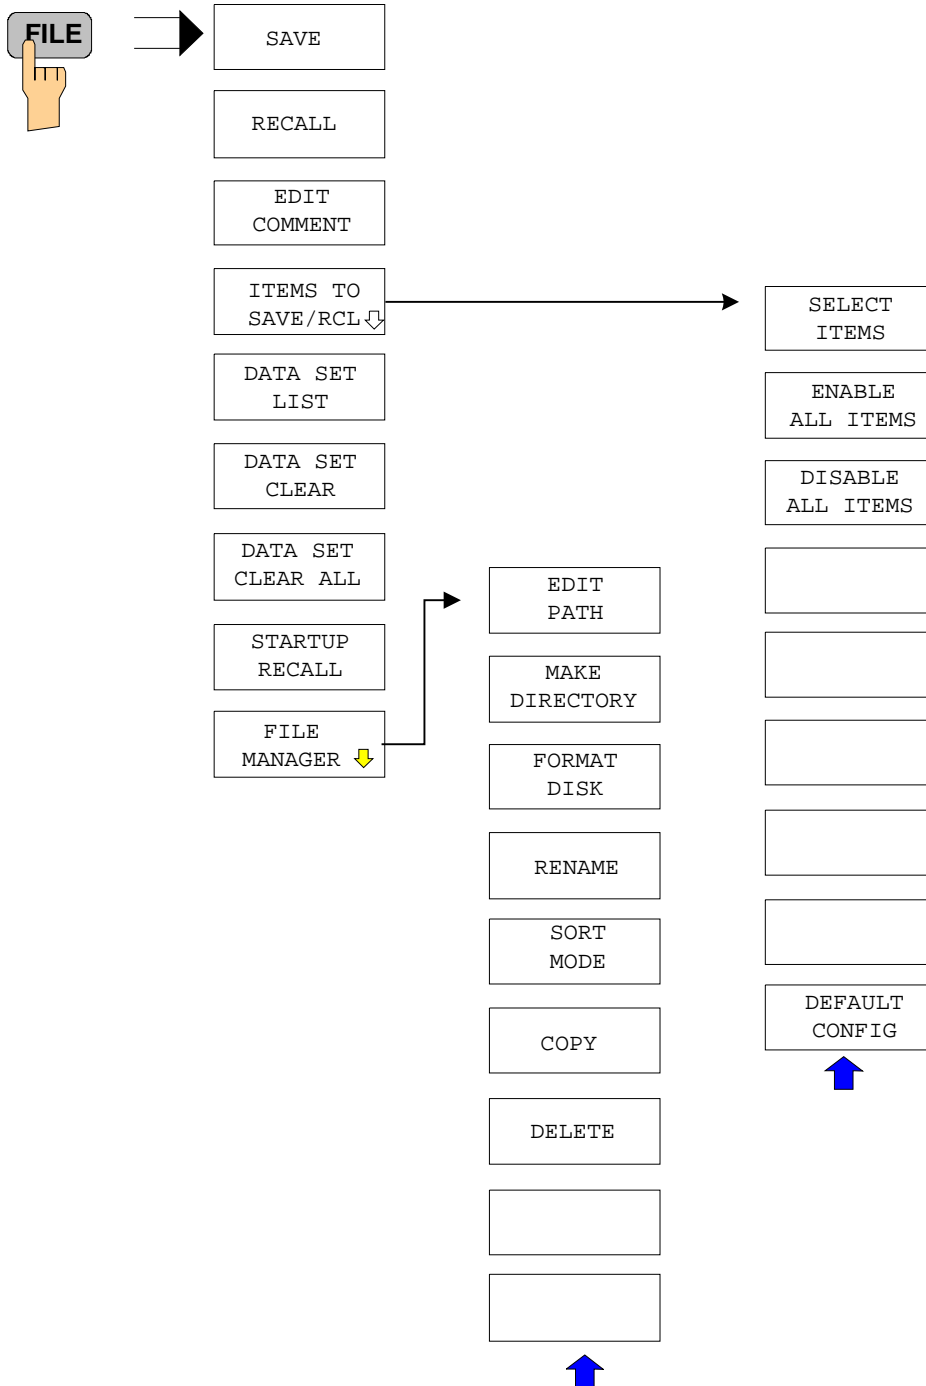 FILE
SAVE
RECALL
EDIT
COMMENT
ITEMS TO
SAVE/RCL
DATA SET
LIST
DATA SET
CLEAR
DATA SET
CLEAR ALL
STARTUP
RECALL
FILE
MANAGER
EDIT
PATH
MAKE
DIRECTORY
FORMAT
DISK
RENAME
SORT
MODE
COPY
DELETE
SELECT
ITEMS
ENABLE
ALL ITEMS
DISABLE
ALL ITEMS
DEFAULT
CONFIG